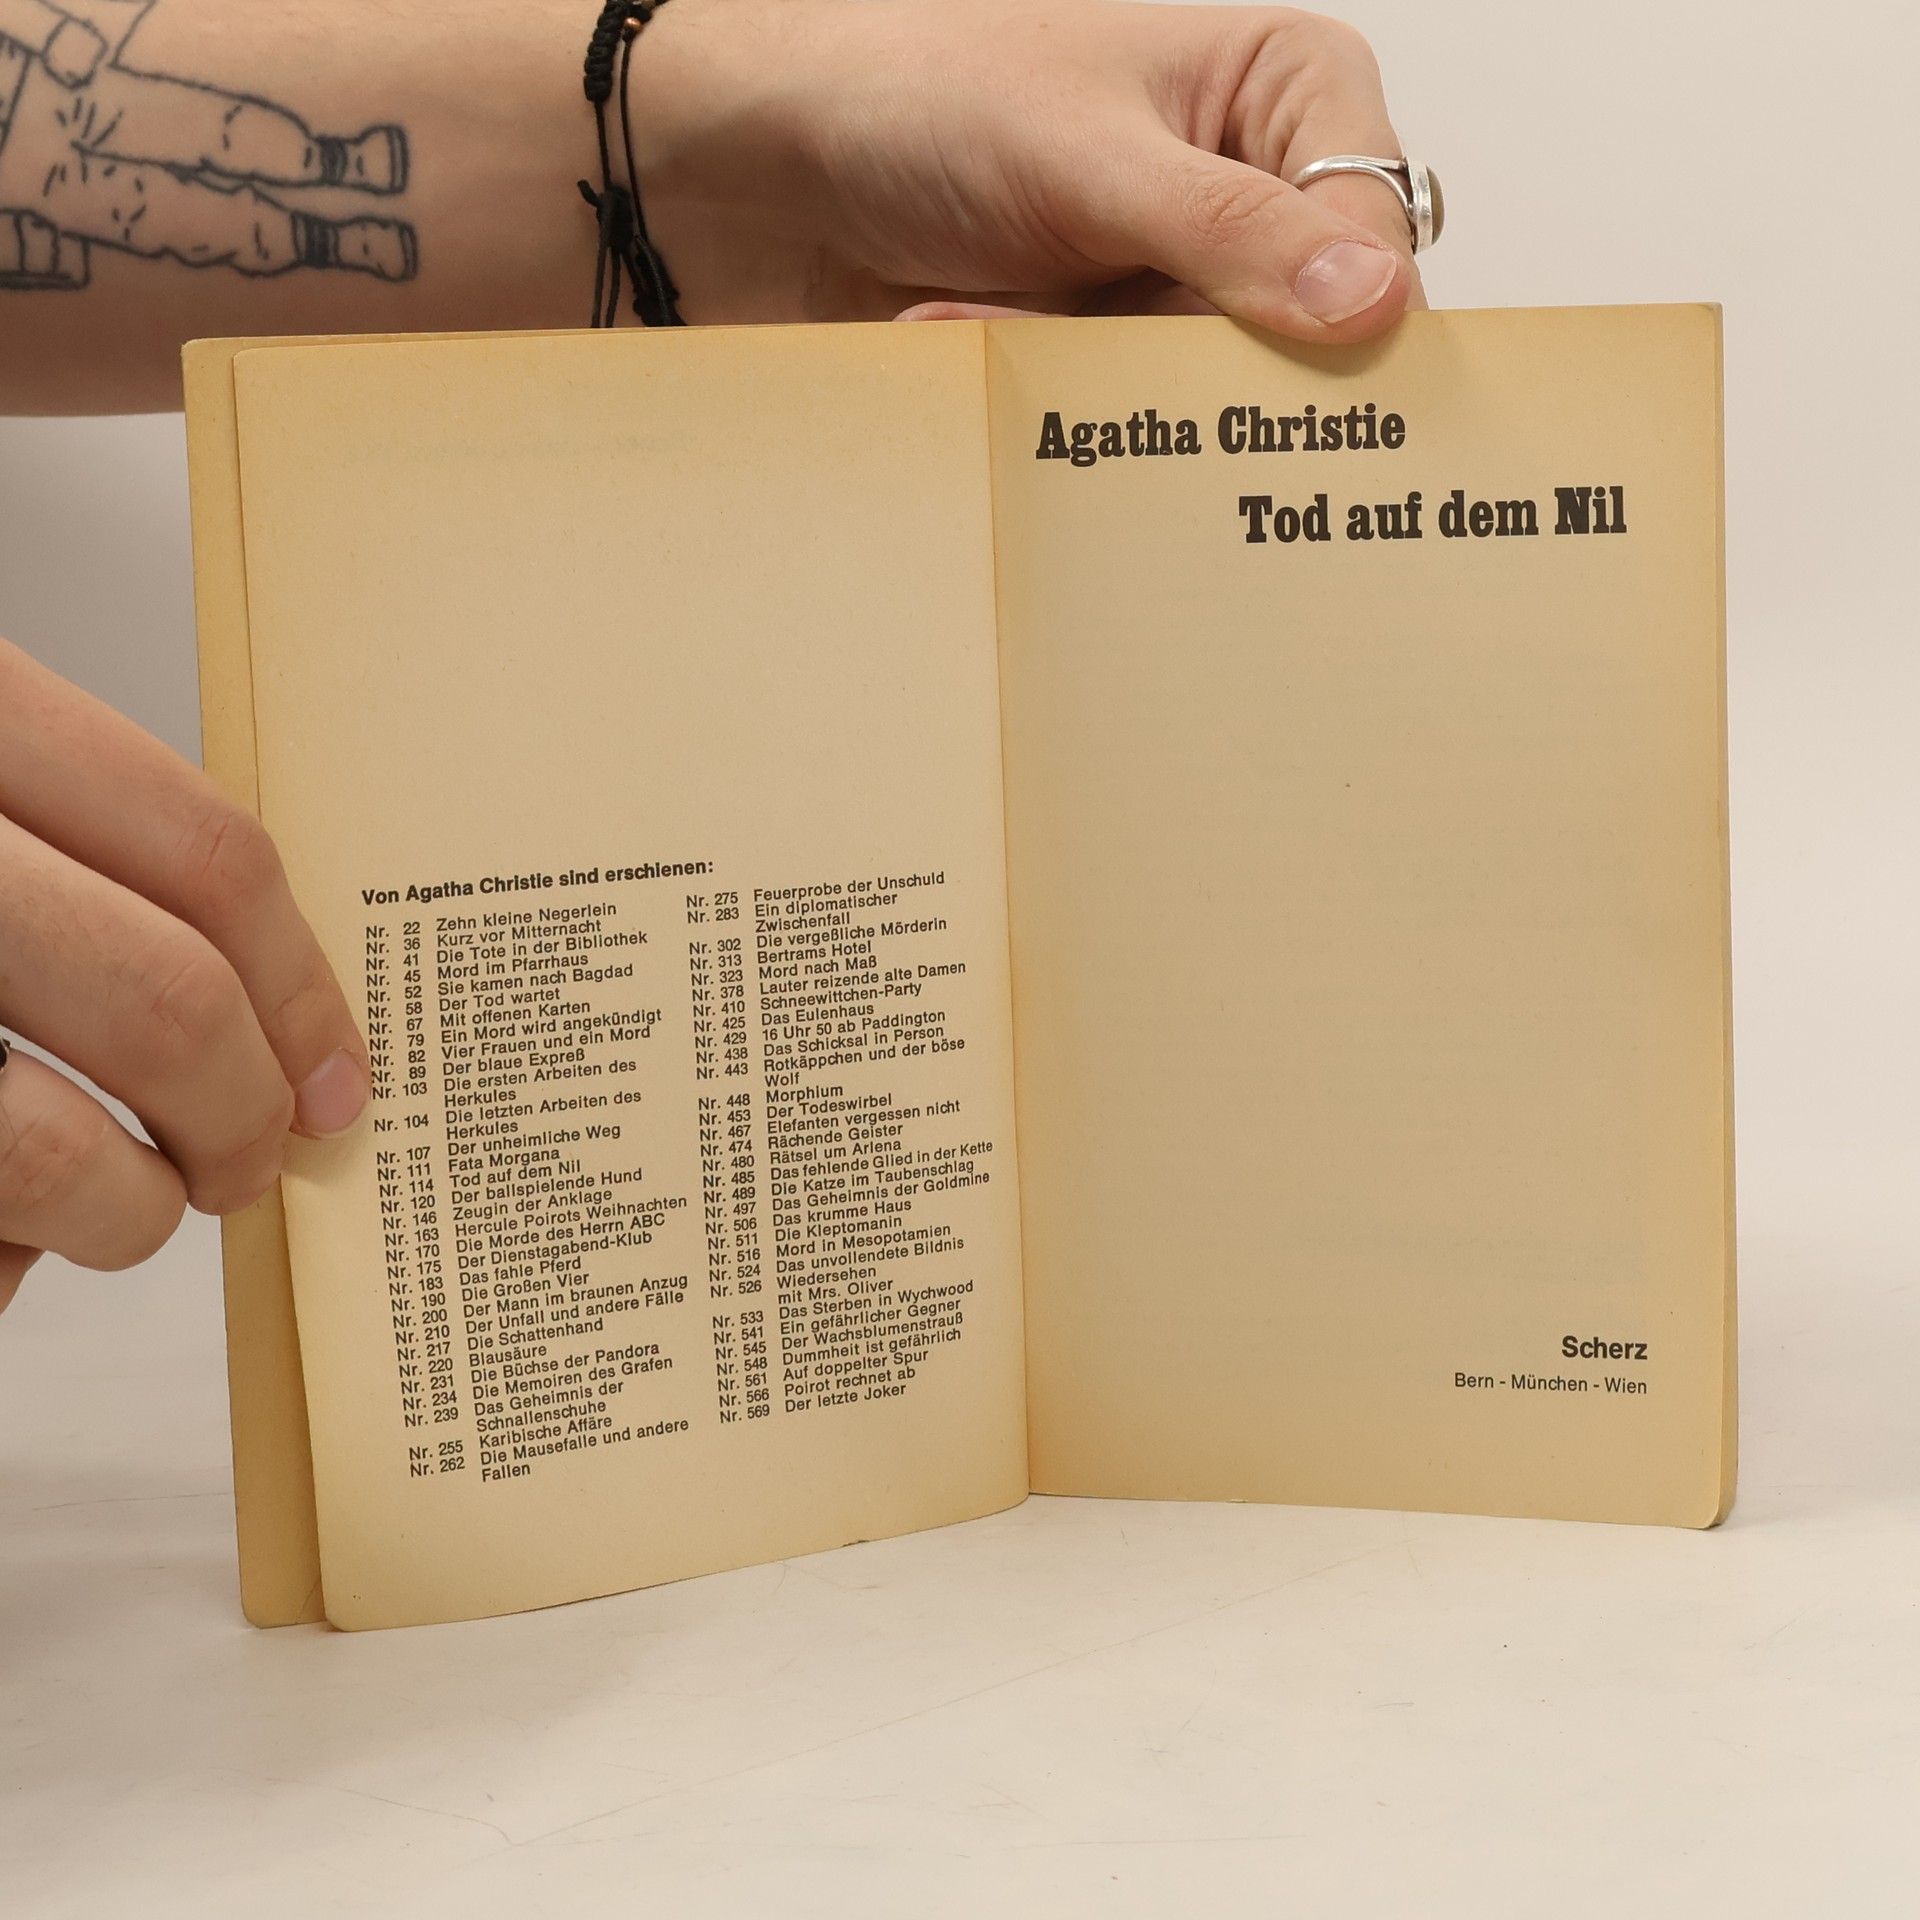 Von Agatha Christie sind erschienen:
Nr. 22 Zehn kleine Negerlein
Nr. 36 Kurz vor Mitternacht
Nr. 41 Die Tote in der Bibliothek
Nr. 45 Mord im Pfarrhaus
Nr. 52 Sie kamen nach Bagdad
Nr. 58 Der Tod wartet
Nr. 67 Mit offenen Karten
Nr. 79 Ein Mord wird angekündigt
Nr. 82 Vier Frauen und ein Mord
Nr. 89 Der blaue Expreß
Nr. 103 Die ersten Arbeiten des
Herkules
Nr. 104 Die letzten Arbeiten des
Herkules
Nr. 107 Der unheimliche Weg
Nr. 111 Fata Morgana
Nr. 114 Tod auf dem Nil
Nr. 120 Der ballspielende Hund
Nr. 146 Zeugin der Anklage
Nr. 163 Hercule Poirots Weihnachten
Nr. 170 Die Morde des Herrn ABC
Nr. 175 Der Dienstagabend-Klub
Nr. 183 Das fahle Pferd
Nr. 190 Die Großen Vier
Nr. 200 Der Mann im braunen Anzug
Nr. 210 Der Unfall und andere Fälle
Nr. 217 Die Schattenhand
Nr. 220 Blausäure
Nr. 231 Die Büchse der Pandora
Nr. 234 Die Memoiren des Grafen
Nr. 239 Das Geheimnis der
Schnallenschuhe
Nr. 255 Karibische Affäre
Nr. 262 Die Mausefalle und andere
Fallen
Nr. 275 Feuerprobe der Unschuld
Nr. 283 Ein diplomatischer
Zwischenfall
Nr. 302 Die vergeßliche Mörderin
Nr. 313 Bertrams Hotel
Nr. 323 Mord nach Maß
Nr. 378 Lauter reizende alte Damen
Nr. 410 Schneewittchen-Party
Nr. 425 Das Eulenhaus
Nr. 429 16 Uhr 50 ab Paddington
Nr. 438 Das Schicksal in Person
Nr. 443 Rotkäppchen und der böse
Wolf
Nr. 448 Morphium
Nr. 453 Der Todeswirbel
Nr. 467 Elefanten vergessen nicht
Nr. 474 Rächende Geister
Nr. 480 Rätsel um Arlena
Nr. 485 Das fehlende Glied in der Kette
Nr. 489 Die Katze im Taubenschlag
Nr. 497 Das Geheimnis der Goldmine
Nr. 506 Das krumme Haus
Nr. 511 Die Kleptomanin
Nr. 516 Mord in Mesopotamien
Nr. 524 Das unvollendete Bildnis
Nr. 526 Wiedersehen
mit Mrs. Oliver
Nr. 533 Das Sterben in Wychwood
Nr. 541 Ein gefährlicher Gegner
Nr. 545 Der Wachsblumenstrauß
Nr. 548 Dummheit ist gefährlich
Nr. 561 Auf doppelter Spur
Nr. 566 Poirot rechnet ab
Nr. 569 Der letzte Joker
Agatha Christie
Tod auf dem Nil
Scherz
Bern - München - Wien